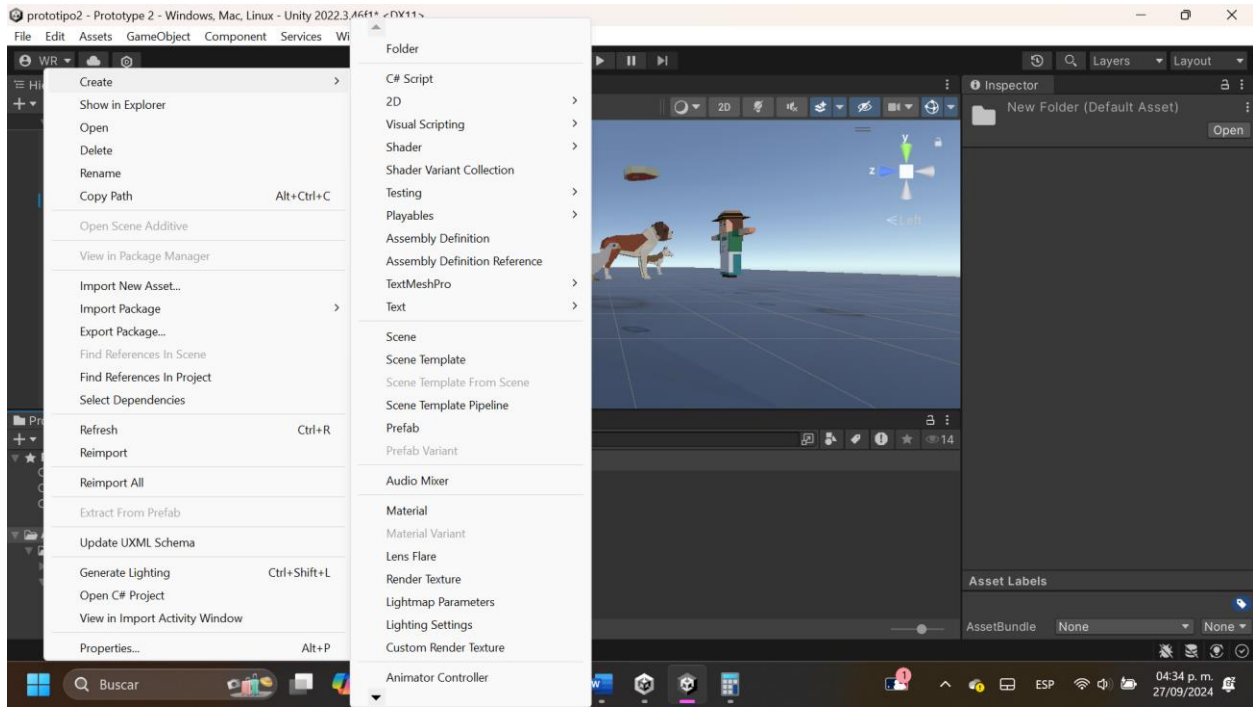 prototipo2 - Prototype 2 - Windows, Mac, Linux - Unity 2022.3.46f1* <DX11>
File Edit Assets GameObject Component Services
WR
Layers Layout
Create
Show in Explorer
Open
Delete
Rename
Copy Path Alt+Ctrl+C
Open Scene Additive
View in Package Manager
Import New Asset...
Import Package
Export Package...
Find References In Scene
Find References In Project
Select Dependencies
Refresh Ctrl+R
Reimport
Reimport All
Extract From Prefab
Update UXML Schema
Generate Lighting Ctrl+Shift+L
Open C# Project
View in Import Activity Window
Properties... Alt+P
Folder
C# Script
2D
Visual Scripting
Shader
Shader Variant Collection
Testing
Playables
Assembly Definition
Assembly Definition Reference
TextMeshPro
Text
Scene
Scene Template
Scene Template From Scene
Scene Template Pipeline
Prefab
Prefab Variant
Audio Mixer
Material
Material Variant
Lens Flare
Render Texture
Lightmap Parameters
Lighting Settings
Custom Render Texture
Animator Controller
2D
y
z
Left
14
Inspector
New Folder (Default Asset)
Open
Asset Labels
AssetBundle None None
Buscar
1
ESP
04:34 p. m.
27/09/2024